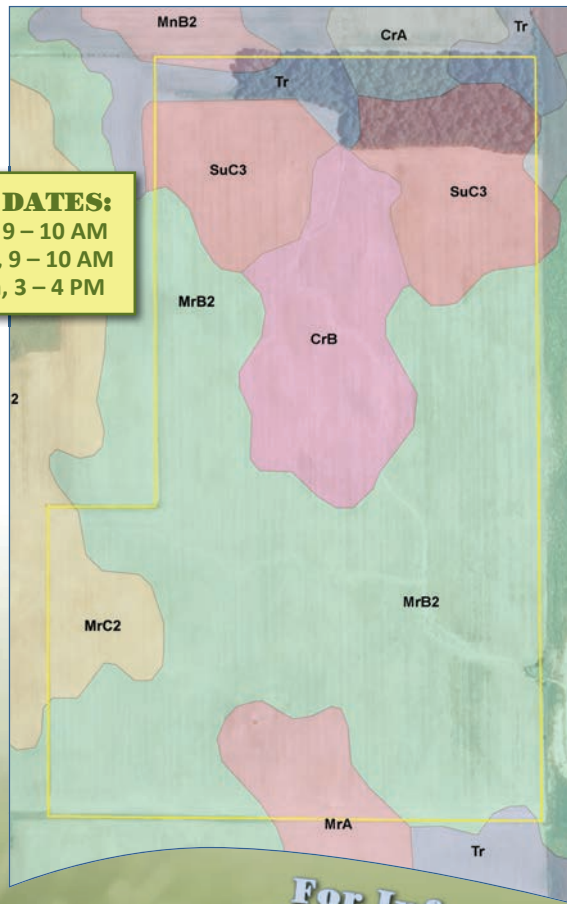 MnB2
CrA
Tr
Tr
SuC3
SuC3
DATES:
9 – 10 AM
9 – 10 AM
3 – 4 PM
MrB2
CrB
2
MrB2
MrC2
MrA
Tr
For